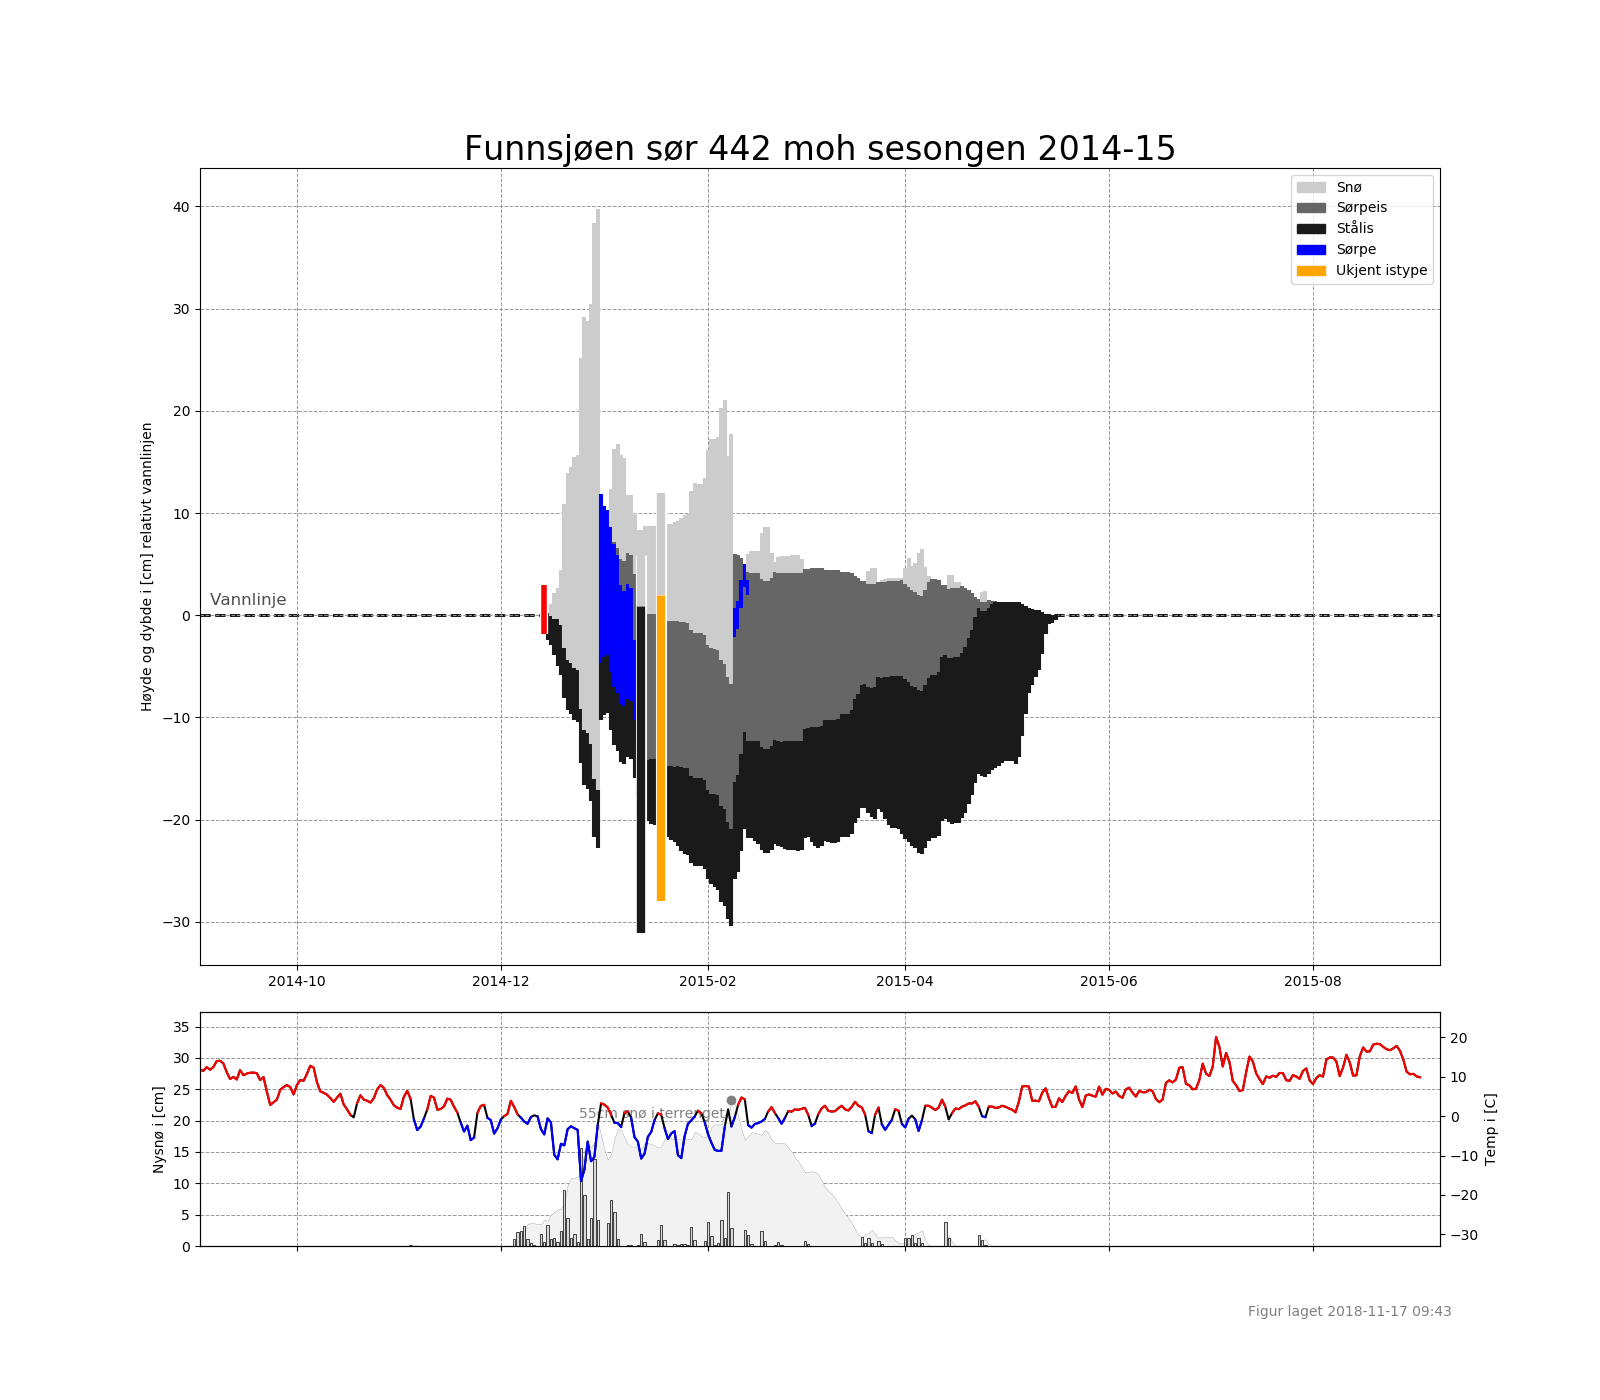 Funnsjøen sør 442 moh sesongen 2014-15
Høyde og dybde i [cm] relativt vannlinjen
40
30
20
10
0
−10
−20
−30
Vannlinje
Snø
Sørpeis
Stålis
Sørpe
Ukjent istype
2014-10
2014-12
2015-02
2015-04
2015-06
2015-08
Nysnø i [cm]
35
30
25
20
15
10
5
0
55cm snø i terrenget
20
10
0
−10
−20
−30
Temp i [C]
Figur laget 2018-11-17 09:43